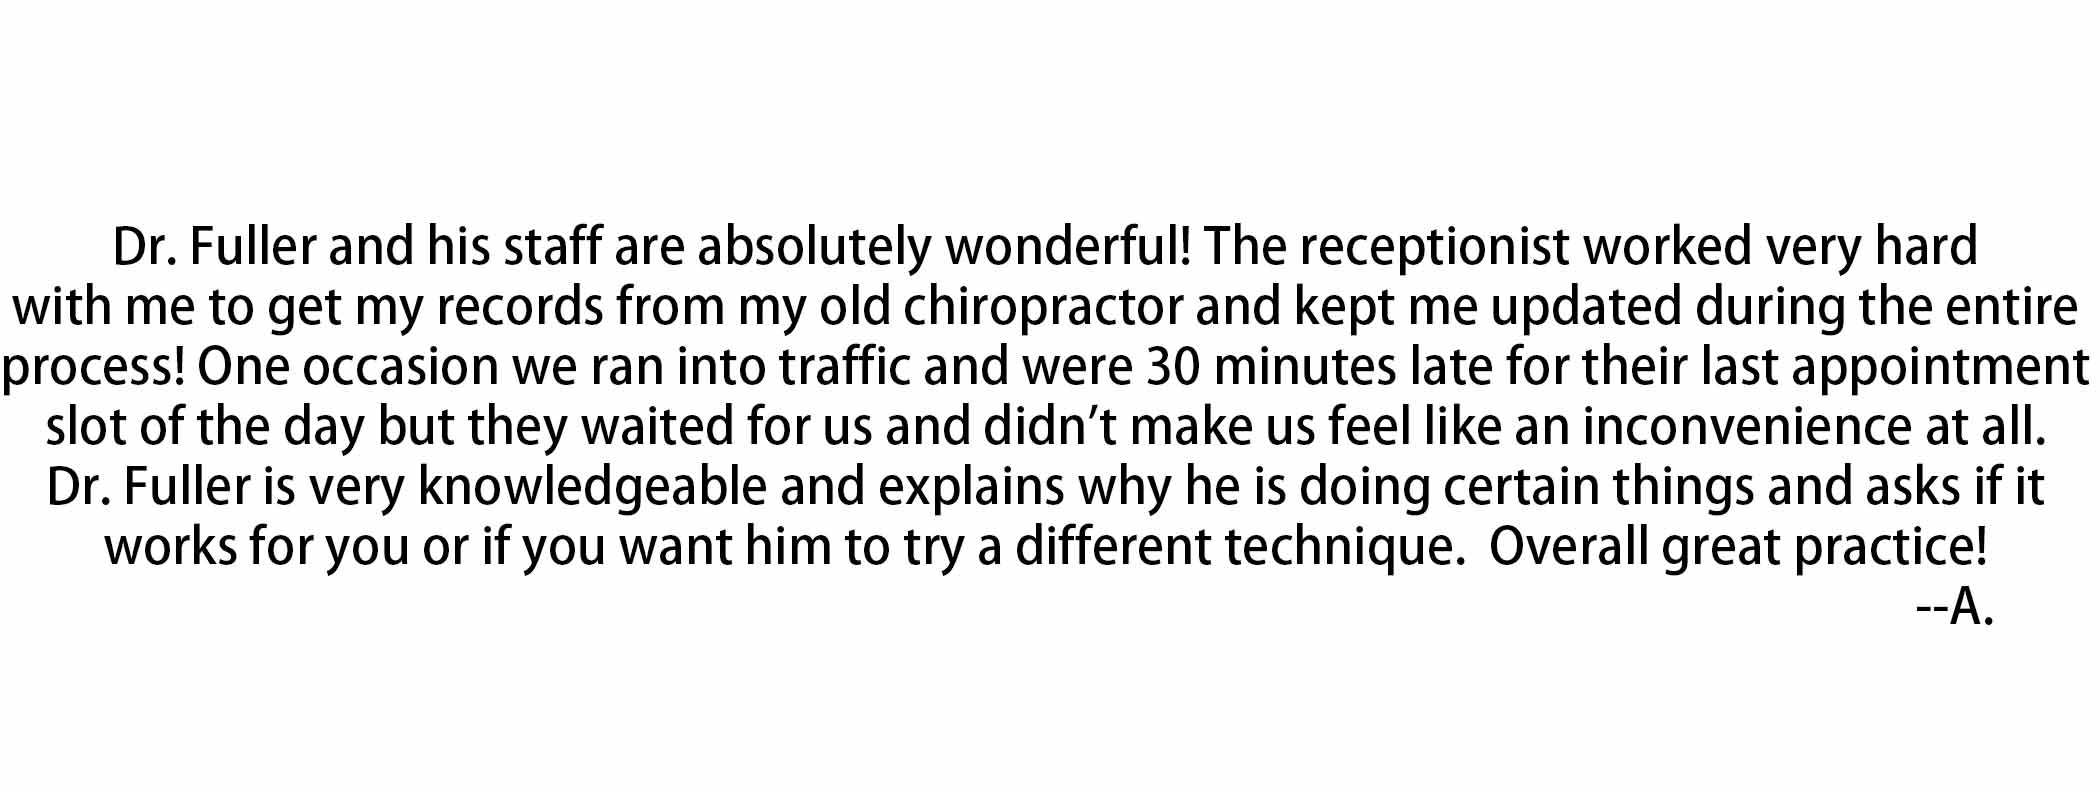 Dr. Fuller and his staff are absolutely wonderful! The receptionist worked very hard
with me to get my records from my old chiropractor and kept me updated during the entire
process! One occasion we ran into traffic and were 30 minutes late for their last appointment
slot of the day but they waited for us and didn’t make us feel like an inconvenience at all.
Dr. Fuller is very knowledgeable and explains why he is doing certain things and asks if it
works for you or if you want him to try a different technique.  Overall great practice!
--A.